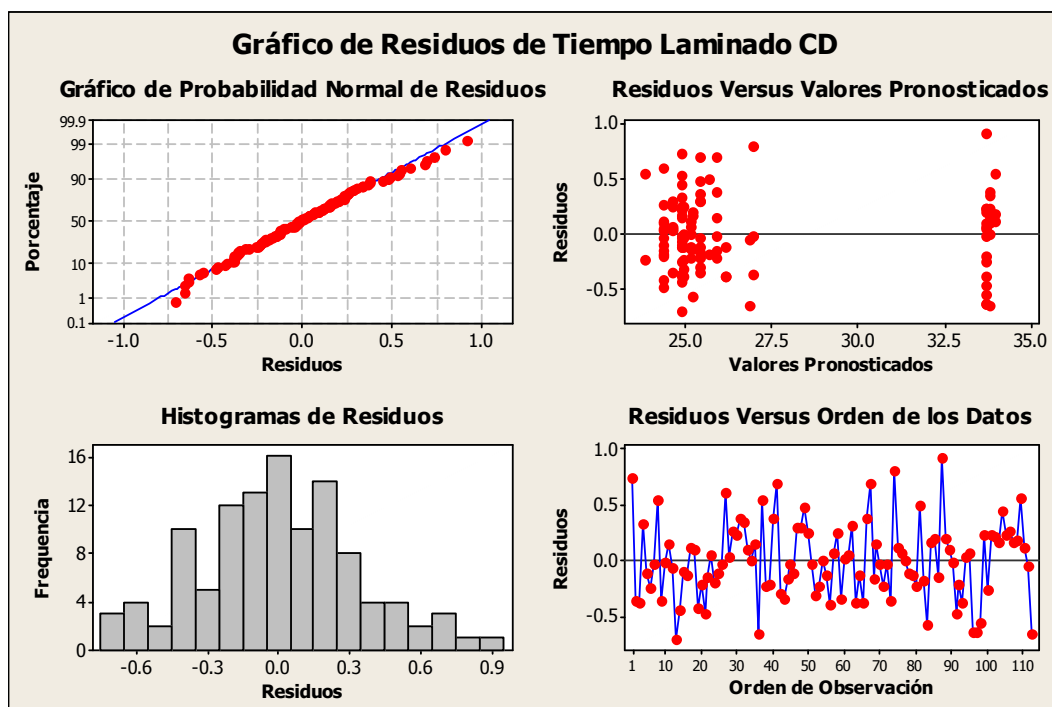 Gráfico de Residuos de Tiempo Laminado CD
Gráfico de Probabilidad Normal de Residuos
99.9
99
90
50
10
1
0.1
Porcentaje
-1.0 -0.5 0.0 0.5 1.0
Residuos
Residuos Versus Valores Pronosticados
1.0
0.5
0.0
-0.5
Residuos
25.0 27.5 30.0 32.5 35.0
Valores Pronosticados
Histogramas de Residuos
16
12
8
4
0
Frequencia
-0.6 -0.3 0.0 0.3 0.6 0.9
Residuos
Residuos Versus Orden de los Datos
1.0
0.5
0.0
-0.5
Residuos
1 10 20 30 40 50 60 70 80 90 100 110
Orden de Observación